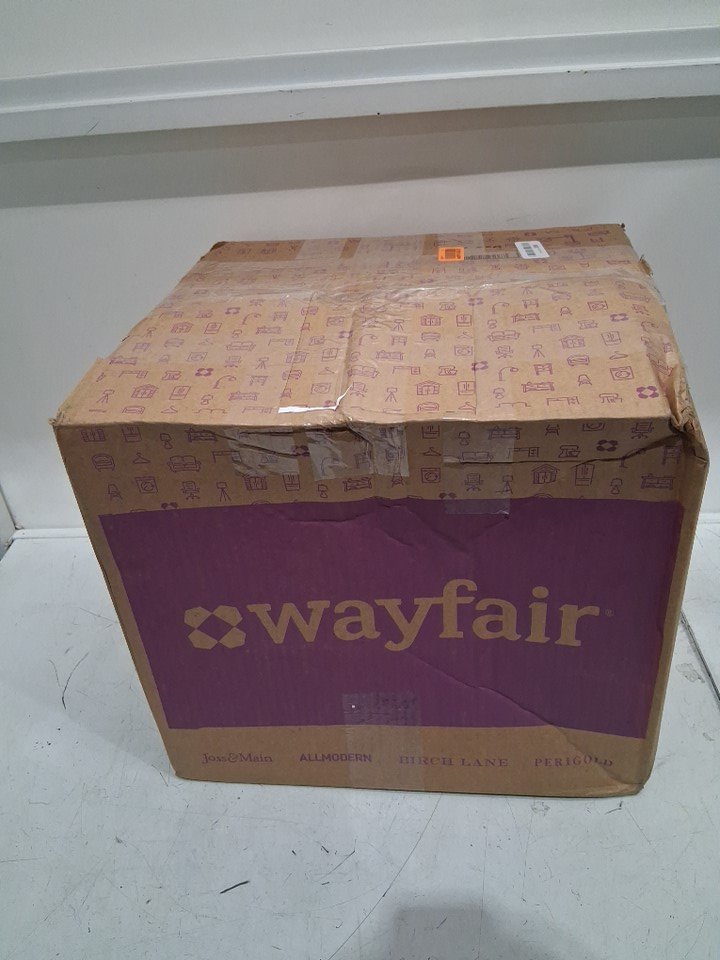 wayfair®
Joss&Main ALLMODERN BIRCH LANE PERIGOLD